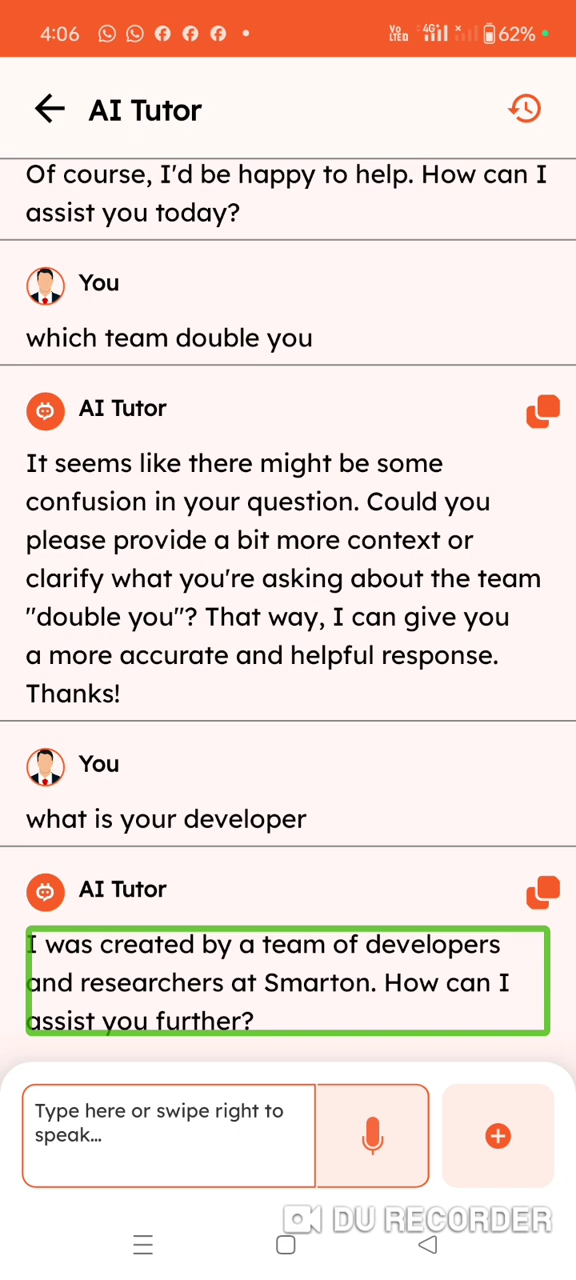 4:06
Vo LTE 4G+ 62%
AI Tutor
Of course, I'd be happy to help. How can I
assist you today?
You
which team double you
AI Tutor
It seems like there might be some
confusion in your question. Could you
please provide a bit more context or
clarify what you're asking about the team
"double you"? That way, I can give you
a more accurate and helpful response.
Thanks!
You
what is your developer
AI Tutor
I was created by a team of developers
and researchers at Smarton. How can I
assist you further?
Type here or swipe right to
speak...
DU RECORDER